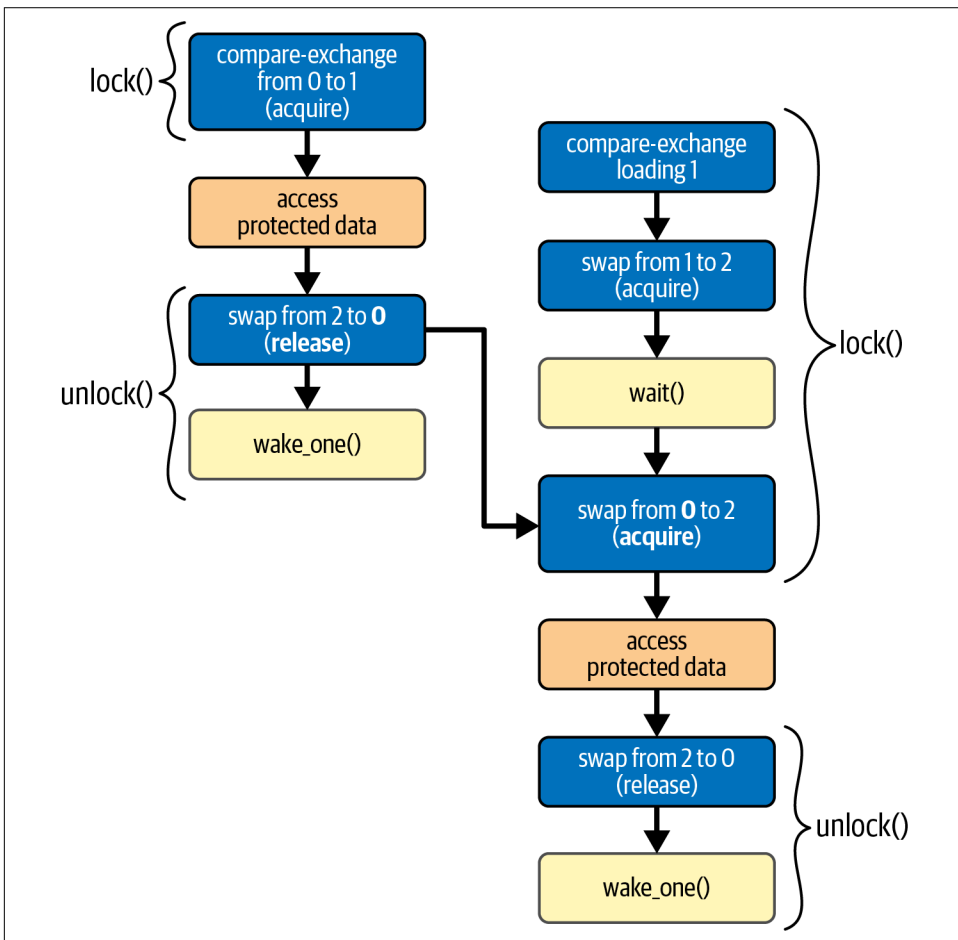 lock()
compare-exchange
from 0 to 1
(acquire)
access
protected data
unlock()
swap from 2 to 0
(release)
wake_one()
compare-exchange
loading 1
swap from 1 to 2
(acquire)
wait()
swap from 0 to 2
(acquire)
lock()
access
protected data
swap from 2 to 0
(release)
wake_one()
unlock()